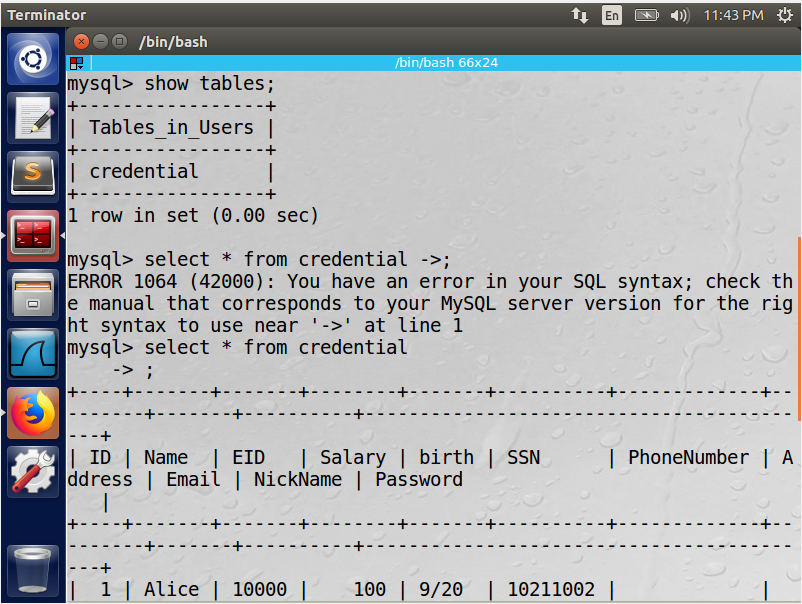 Terminator
En
11:43 PM
/bin/bash
/bin/bash 66x24
mysql> show tables;
+-----------------+
| Tables_in_Users |
+-----------------+
| credential      |
+-----------------+
1 row in set (0.00 sec)
mysql> select * from credential ->;
ERROR 1064 (42000): You have an error in your SQL syntax; check th
e manual that corresponds to your MySQL server version for the rig
ht syntax to use near '->' at line 1
mysql> select * from credential
    -> ;
+----+-------+-------+--------+-------+----------+-------------+--
-------+-------+----------+---------------------------------------
---+
| ID | Name  | EID   | Salary | birth | SSN      | PhoneNumber | A
ddress | Email | NickName | Password
   |
+----+-------+-------+--------+-------+----------+-------------+--
-------+-------+----------+---------------------------------------
---+
|  1 | Alice | 10000 |    100 | 9/20  | 10211002 |             |